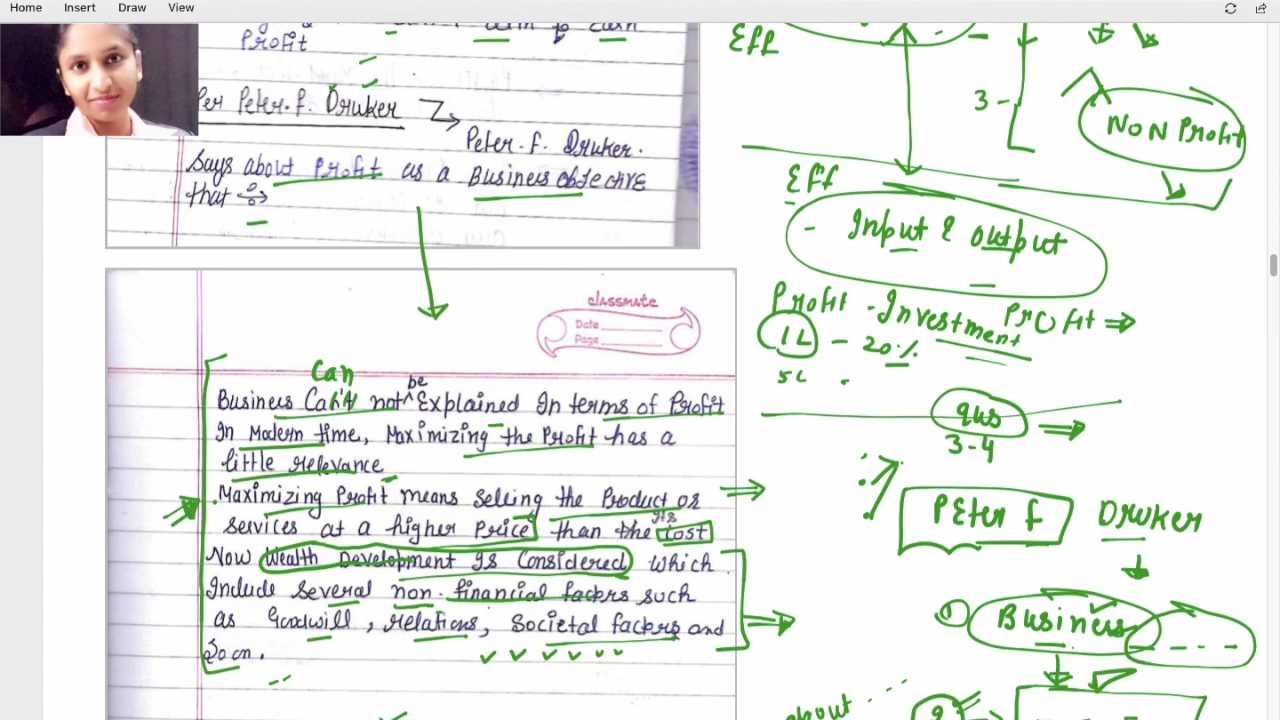 Home Insert Draw View
Profit
Per Peter. f. Druker
Peter. f. Druker.
Says about Profit as a Business objective
that
classmate
Date
Page
Can
be
Business Can't not Explained In terms of Profit
In Modern time, Maximizing the Profit has a
little relevance
Maximizing Profit means Selling the Product or
Services at a higher Price than the its Cost
Now Wealth Development Is Considered which
Include Several non. financial factors such
as Goodwill, relations, Societal factors and
So on.
Eff
3 -
NON Profit
Eff
- Input & output
Profit - Investment Profit ⇒
1L - 20%
5L
qus
3-4
PEter f DRUKER
① Business
about